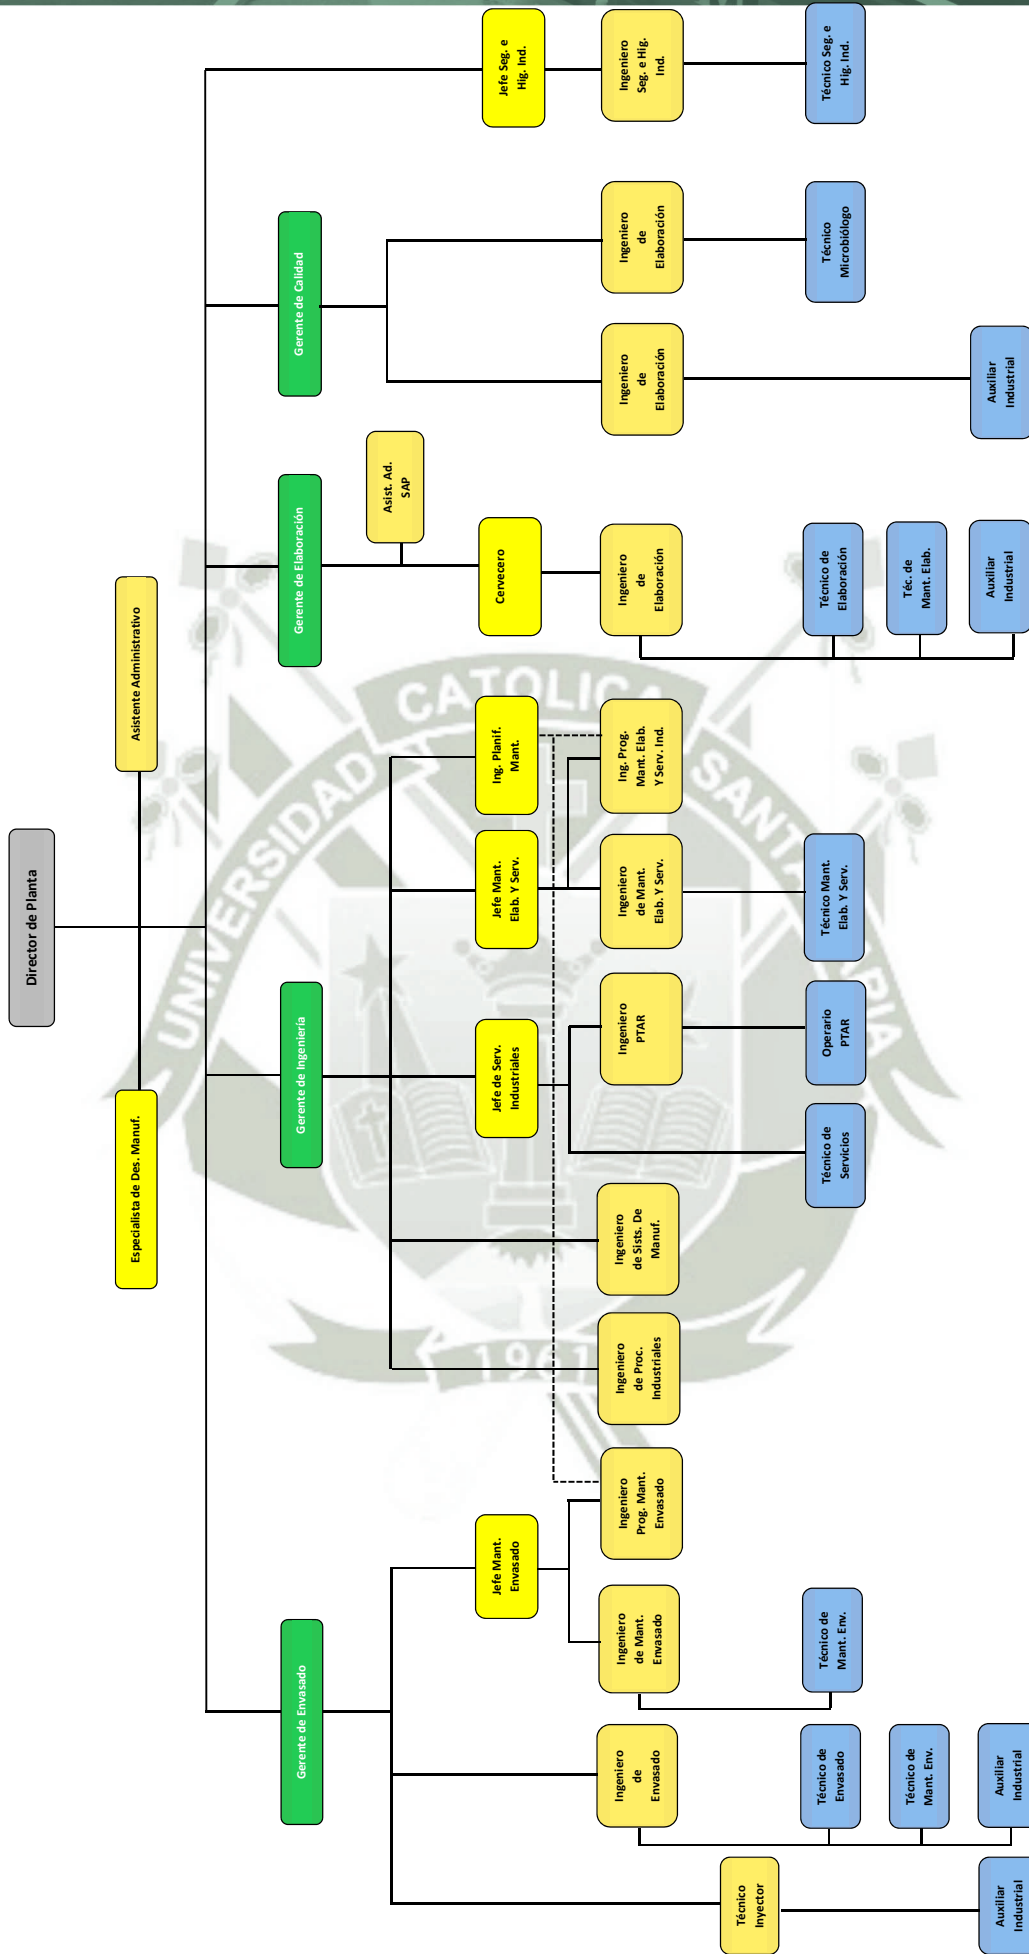 Director de Planta
Especialista de Des. Manuf.
Asistente Administrativo
Gerente de Envasado
Gerente de Ingeniería
Gerente de Elaboración
Gerente de Calidad
Asist. Ad.
SAP
Jefe Mant.
Envasado
Jefe de Serv.
Industriales
Jefe Mant.
Elab. Y Serv.
Ing. Planif.
Mant.
Cervecero
Jefe Seg. e
Hig. Ind.
Ingeniero
de
Envasado
Ingeniero
de Mant.
Envasado
Ingeniero
Prog. Mant.
Envasado
Ingeniero
de Proc.
Industriales
Ingeniero
de Sists. De
Manuf.
Ingeniero
PTAR
Ingeniero
de Mant.
Elab. Y Serv.
Ing. Prog.
Mant. Elab.
Y Serv. Ind.
Ingeniero
de
Elaboración
Ingeniero
de
Elaboración
Ingeniero
de
Elaboración
Ingeniero
Seg. e Hig.
Ind.
Técnico
Inyector
Técnico de
Envasado
Técnico de
Mant. Env.
Técnico de
Servicios
Operario
PTAR
Técnico Mant.
Elab. Y Serv.
Técnico de
Elaboración
Técnico
Microbiólogo
Técnico Seg. e
Hig. Ind.
Técnico de
Mant. Env.
Téc. de
Mant. Elab.
Auxiliar
Industrial
Auxiliar
Industrial
Auxiliar
Industrial
Auxiliar
Industrial
UNIVERSIDAD CATOLICA SANTA MARIA
1961